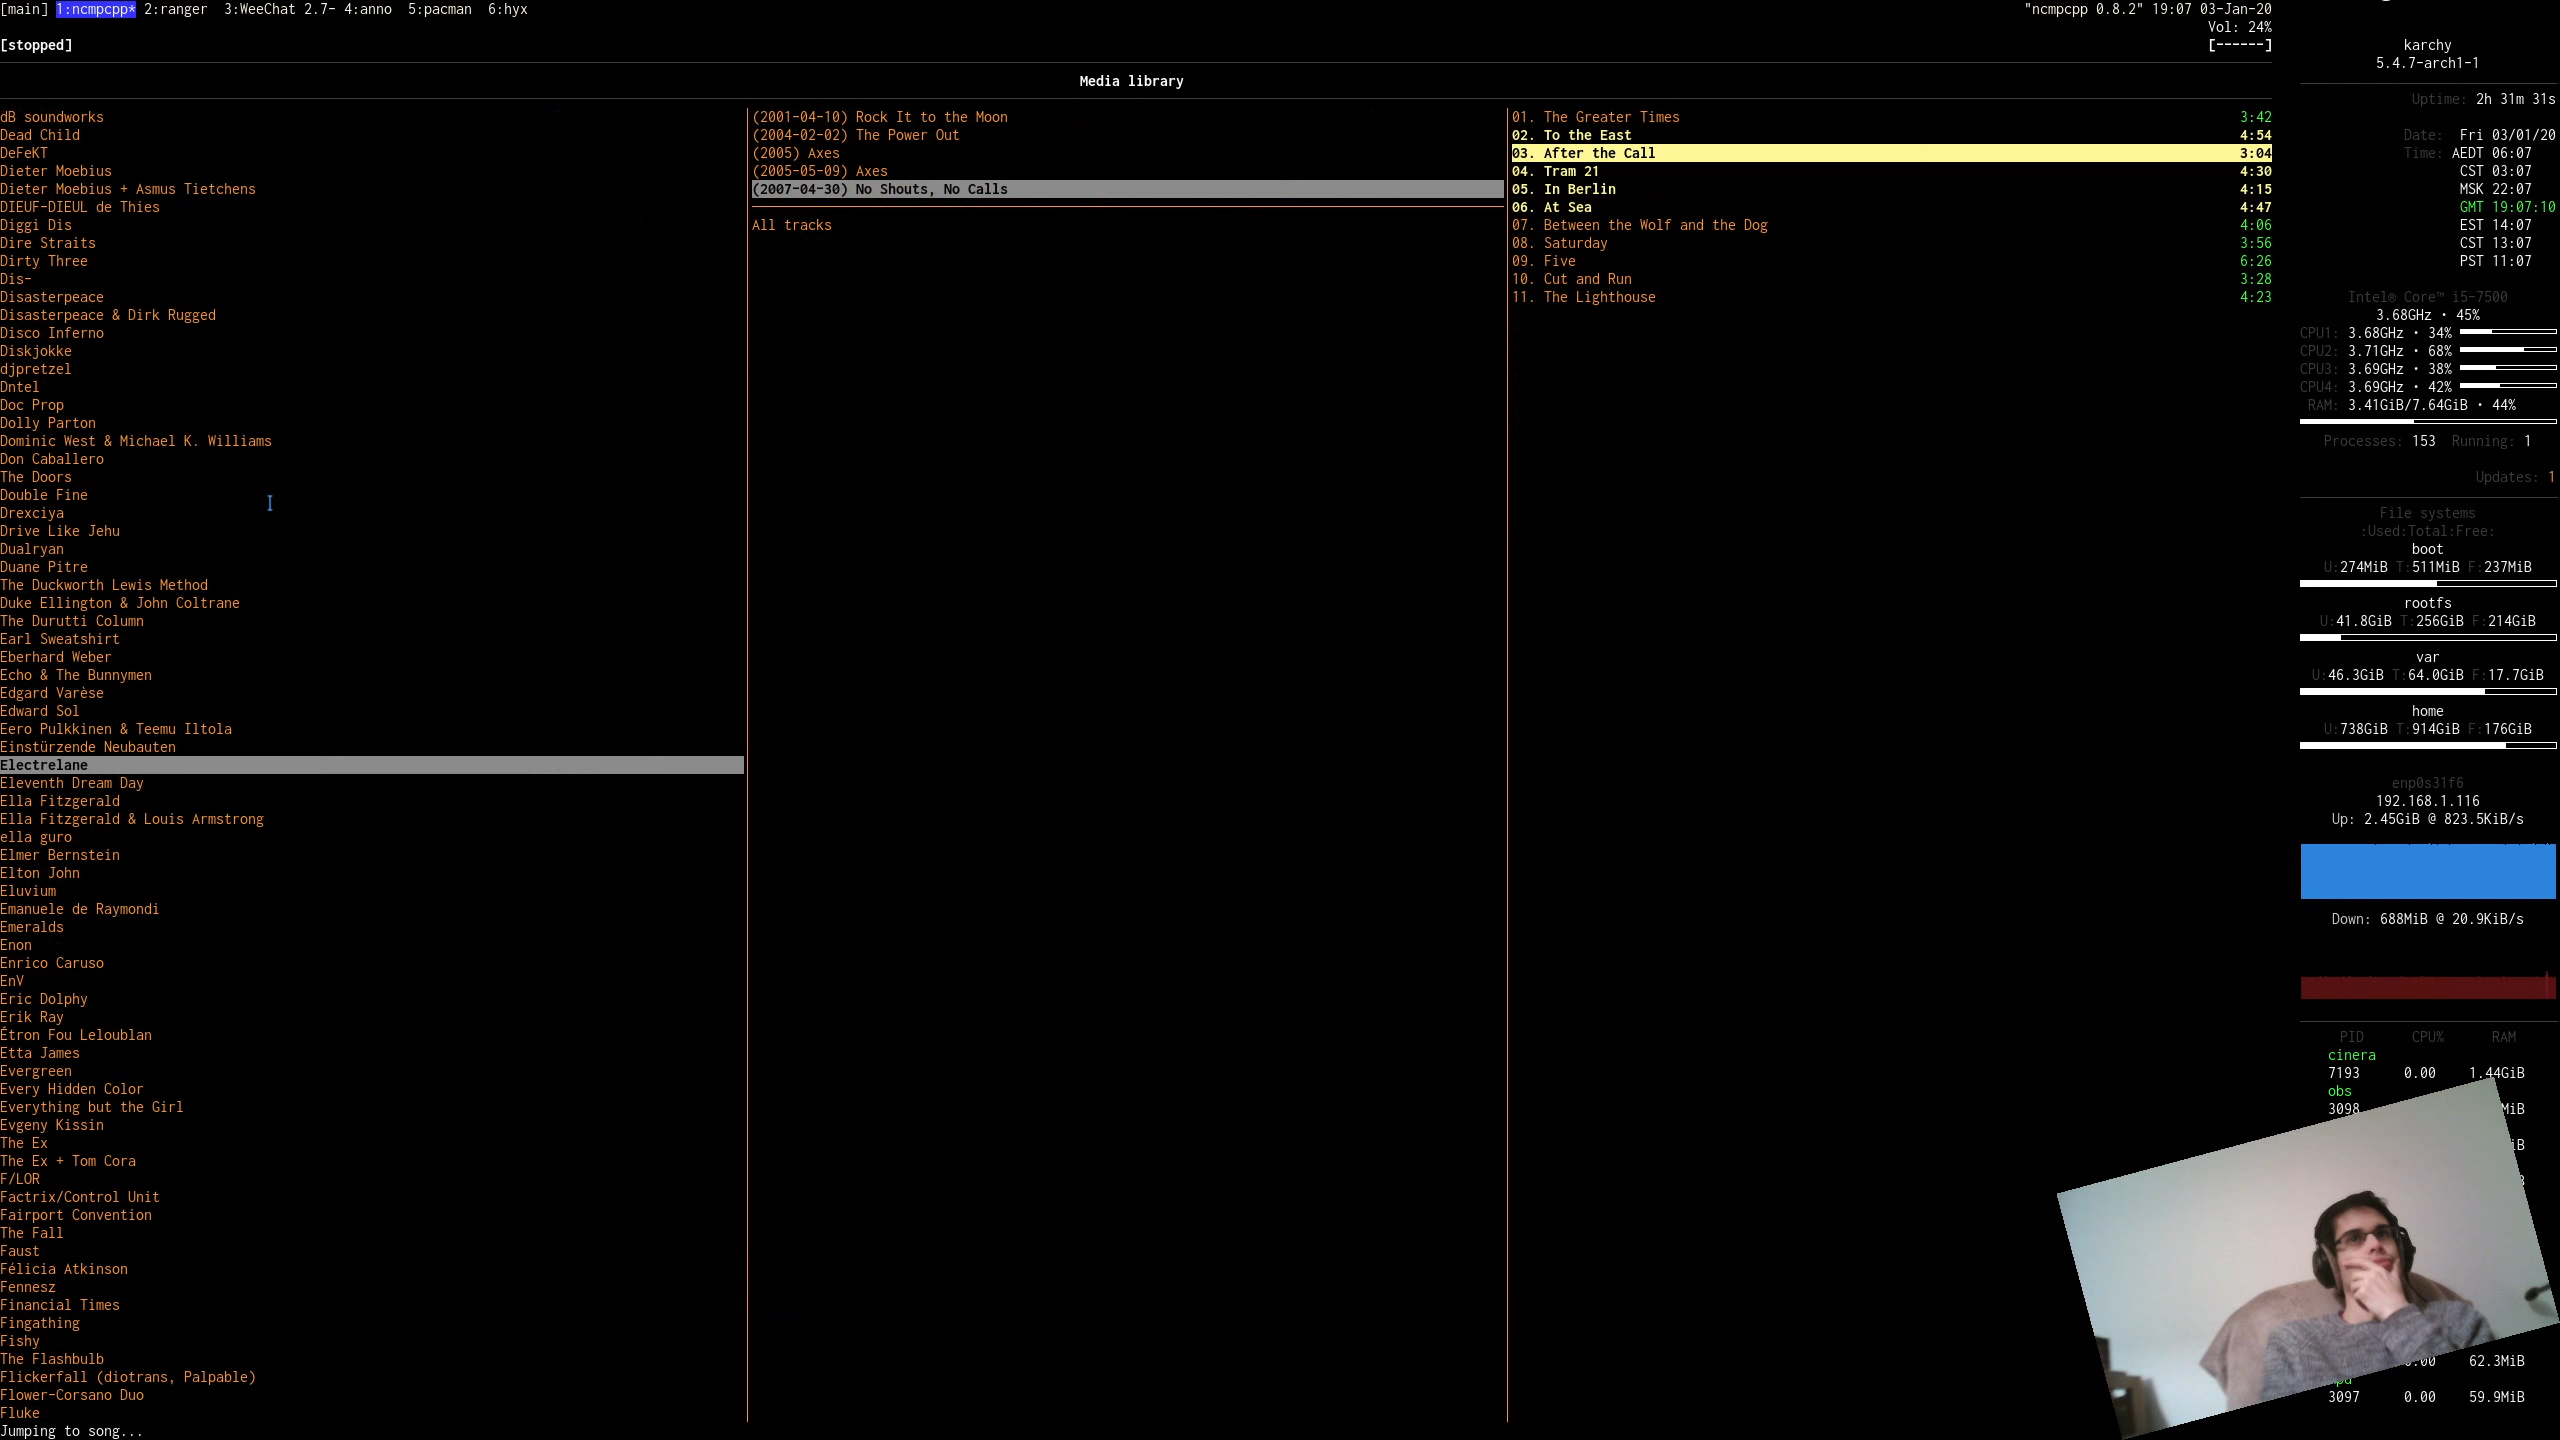 [main] 1:ncmpcpp* 2:ranger  3:WeeChat 2.7- 4:anno  5:pacman  6:hyx
"ncmpcpp 0.8.2" 19:07 03-Jan-20
Vol: 24%
[stopped]
[------]
Media library
dB soundworks
Dead Child
DeFeKT
Dieter Moebius
Dieter Moebius + Asmus Tietchens
DIEUF-DIEUL de Thies
Diggi Dis
Dire Straits
Dirty Three
Dis-
Disasterpeace
Disasterpeace & Dirk Rugged
Disco Inferno
Diskjokke
djpretzel
Dntel
Doc Prop
Dolly Parton
Dominic West & Michael K. Williams
Don Caballero
The Doors
Double Fine
Drexciya
Drive Like Jehu
Dualryan
Duane Pitre
The Duckworth Lewis Method
Duke Ellington & John Coltrane
The Durutti Column
Earl Sweatshirt
Eberhard Weber
Echo & The Bunnymen
Edgard Varèse
Edward Sol
Eero Pulkkinen & Teemu Iltola
Einstürzende Neubauten
Electrelane
Eleventh Dream Day
Ella Fitzgerald
Ella Fitzgerald & Louis Armstrong
ella guro
Elmer Bernstein
Elton John
Eluvium
Emanuele de Raymondi
Emeralds
Enon
Enrico Caruso
EnV
Eric Dolphy
Erik Ray
Étron Fou Leloublan
Etta James
Evergreen
Every Hidden Color
Everything but the Girl
Evgeny Kissin
The Ex
The Ex + Tom Cora
F/LOR
Factrix/Control Unit
Fairport Convention
The Fall
Faust
Félicia Atkinson
Fennesz
Financial Times
Fingathing
Fishy
The Flashbulb
Flickerfall (diotrans, Palpable)
Flower-Corsano Duo
Fluke
Jumping to song...
(2001-04-10) Rock It to the Moon
(2004-02-02) The Power Out
(2005) Axes
(2005-05-09) Axes
(2007-04-30) No Shouts, No Calls
All tracks
01. The Greater Times 3:42
02. To the East 4:54
03. After the Call 3:04
04. Tram 21 4:30
05. In Berlin 4:15
06. At Sea 4:47
07. Between the Wolf and the Dog 4:06
08. Saturday 3:56
09. Five 6:26
10. Cut and Run 3:28
11. The Lighthouse 4:23
karchy
5.4.7-arch1-1
Uptime: 2h 31m 31s
Date: Fri 03/01/20
Time: AEDT 06:07
CST 03:07
MSK 22:07
GMT 19:07:10
EST 14:07
CST 13:07
PST 11:07
Intel® Core™ i5-7500
3.68GHz · 45%
CPU1: 3.68GHz · 34%
CPU2: 3.71GHz · 68%
CPU3: 3.69GHz · 38%
CPU4: 3.69GHz · 42%
RAM: 3.41GiB/7.64GiB · 44%
Processes: 153  Running: 1
Updates: 1
File systems
:Used:Total:Free:
boot
U:274MiB T:511MiB F:237MiB
rootfs
U:41.8GiB T:256GiB F:214GiB
var
U:46.3GiB T:64.0GiB F:17.7GiB
home
U:738GiB T:914GiB F:176GiB
enp0s31f6
192.168.1.116
Up: 2.45GiB @ 823.5KiB/s
Down: 688MiB @ 20.9KiB/s
PID CPU% RAM
cinera
7193 0.00 1.44GiB
obs
3098 MiB
62.3MiB
3097 0.00 59.9MiB